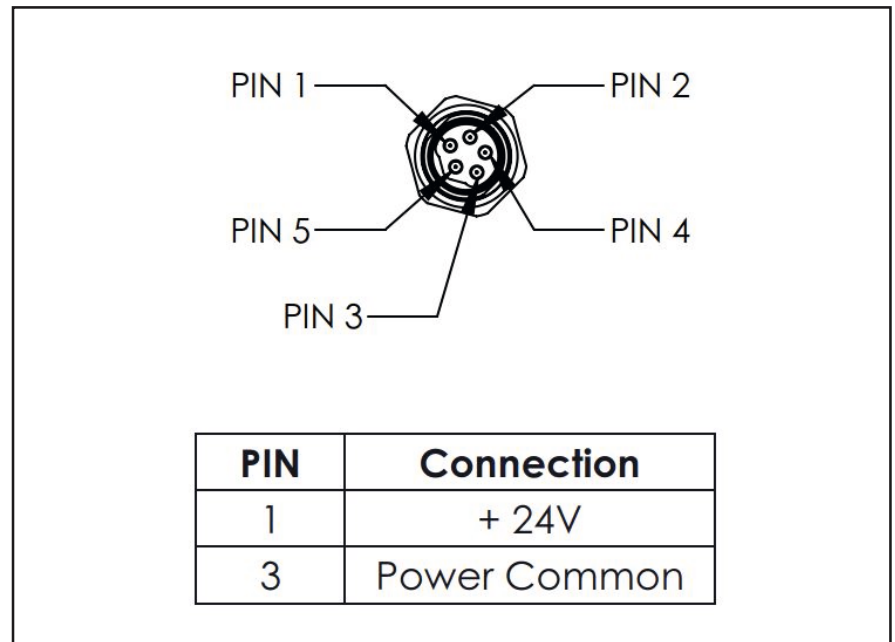 PIN 1
PIN 2
PIN 5
PIN 4
PIN 3
PIN Connection
1 + 24V
3 Power Common